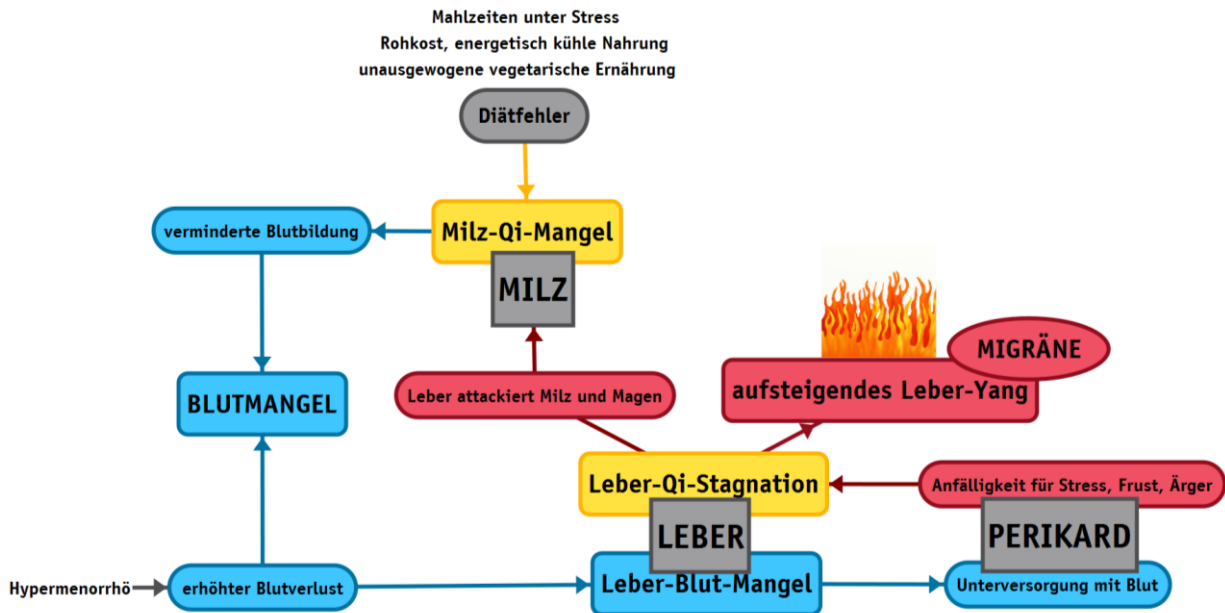 Mahlzeiten unter Stress
Rohkost, energetisch kühle Nahrung
unausgewogene vegetarische Ernährung
Diätfehler
verminderte Blutbildung
Milz-Qi-Mangel
MILZ
MIGRÄNE
BLUTMANGEL
Leber attackiert Milz und Magen
aufsteigendes Leber-Yang
Leber-Qi-Stagnation
Anfälligkeit für Stress, Frust, Ärger
LEBER
PERIKARD
Hypermenorrhö
erhöhter Blutverlust
Leber-Blut-Mangel
Unterversorgung mit Blut